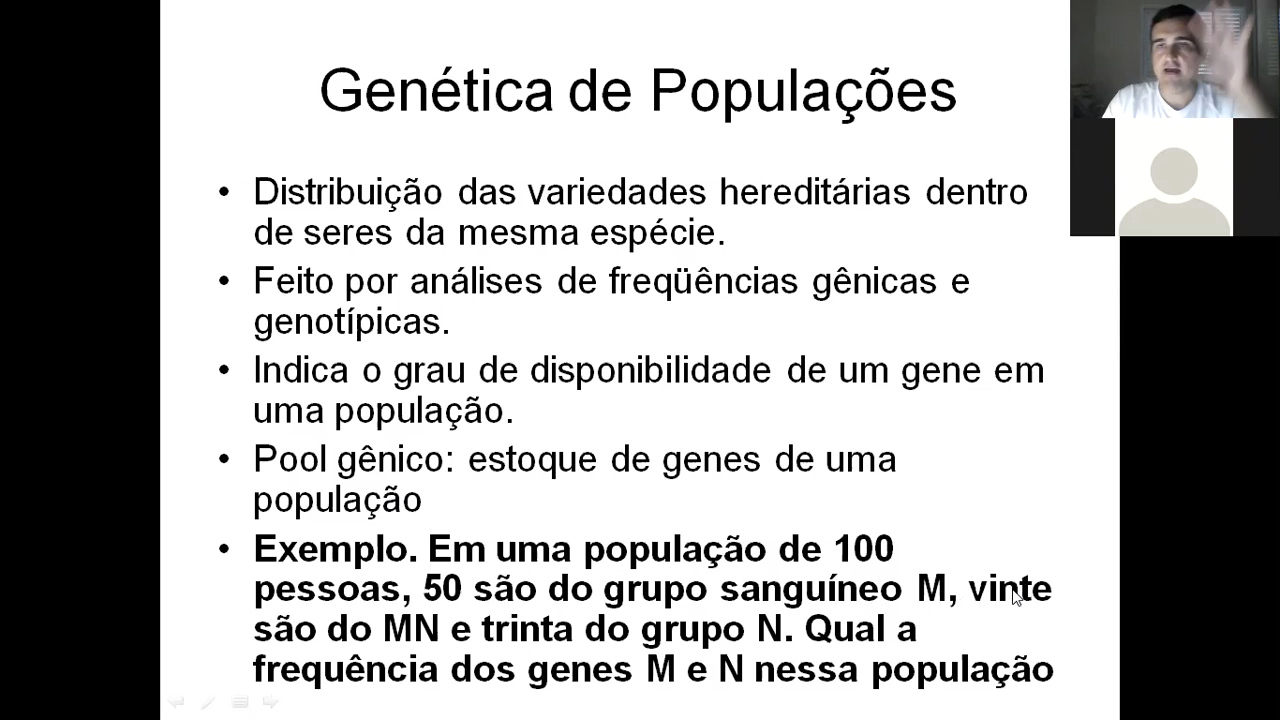 Genética de Populações
• Distribuição das variedades hereditárias dentro
de seres da mesma espécie.
• Feito por análises de freqüências gênicas e
genotípicas.
• Indica o grau de disponibilidade de um gene em
uma população.
• Pool gênico: estoque de genes de uma
população
• Exemplo. Em uma população de 100
pessoas, 50 são do grupo sanguíneo M, vinte
são do MN e trinta do grupo N. Qual a
frequência dos genes M e N nessa população